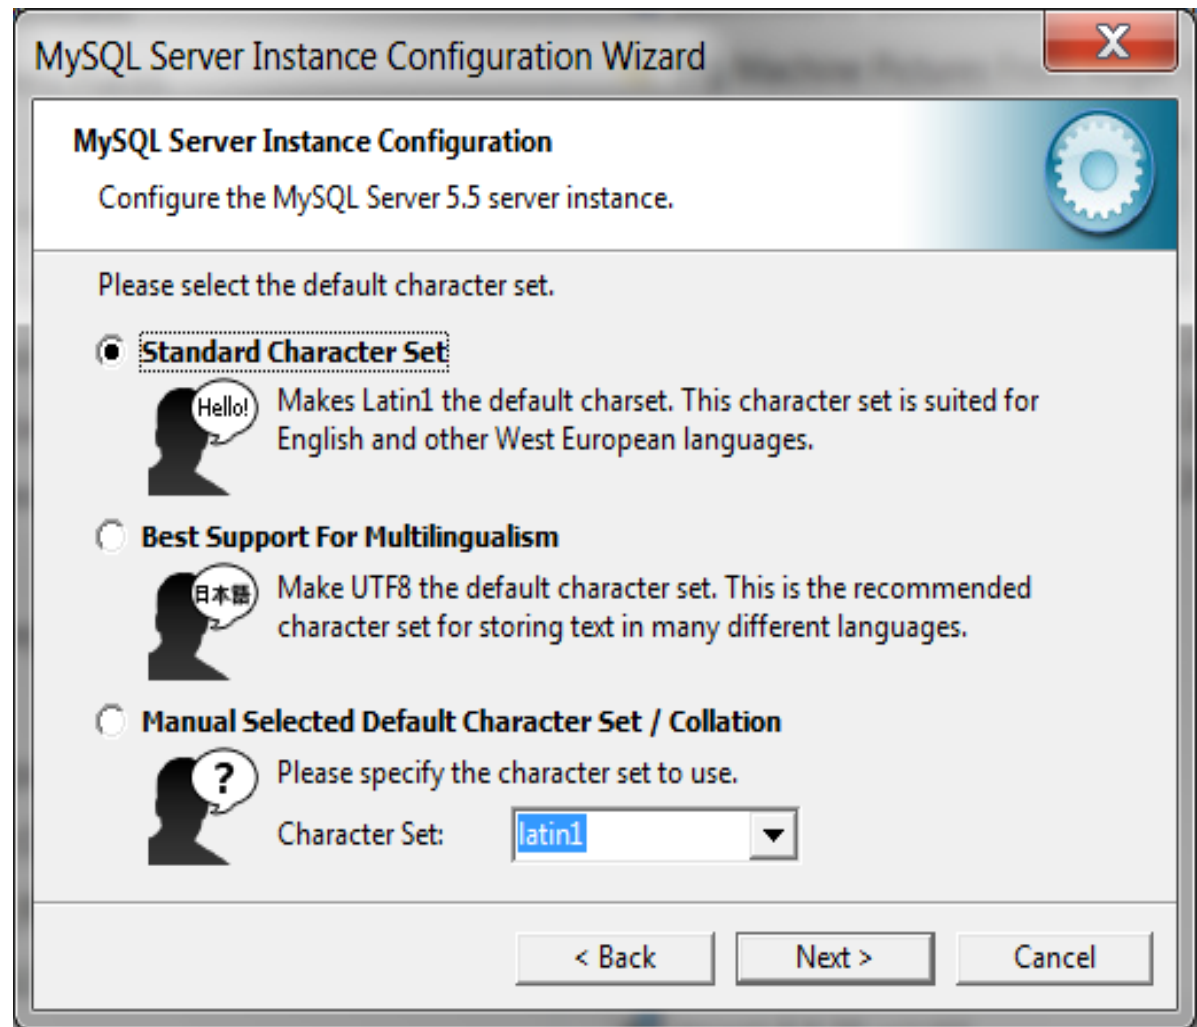 MySQL Server Instance Configuration Wizard
X
MySQL Server Instance Configuration
Configure the MySQL Server 5.5 server instance.
Please select the default character set.
Standard Character Set
Hello!
Makes Latin1 the default charset. This character set is suited for
English and other West European languages.
Best Support For Multilingualism
日本語
Make UTF8 the default character set. This is the recommended
character set for storing text in many different languages.
Manual Selected Default Character Set / Collation
?
Please specify the character set to use.
Character Set: latin1
< Back Next > Cancel